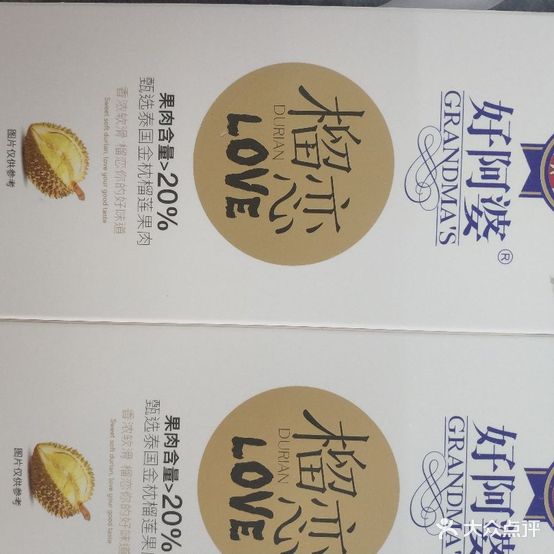 好阿婆®
GRANDMA'S
榴恋
DURIAN
LOVE
果肉含量>20%
甄选泰国金枕榴莲果肉
香浓软滑 榴恋你的好味道
Sweet soft durian, love your good taste
图片仅供参考
好阿婆
GRANDMA'S
榴恋
DURIAN
LOVE
果肉含量>20%
甄选泰国金枕榴莲果肉
香浓软滑 榴恋你的好味道
Sweet soft durian, love your good taste
图片仅供参考
大众点评